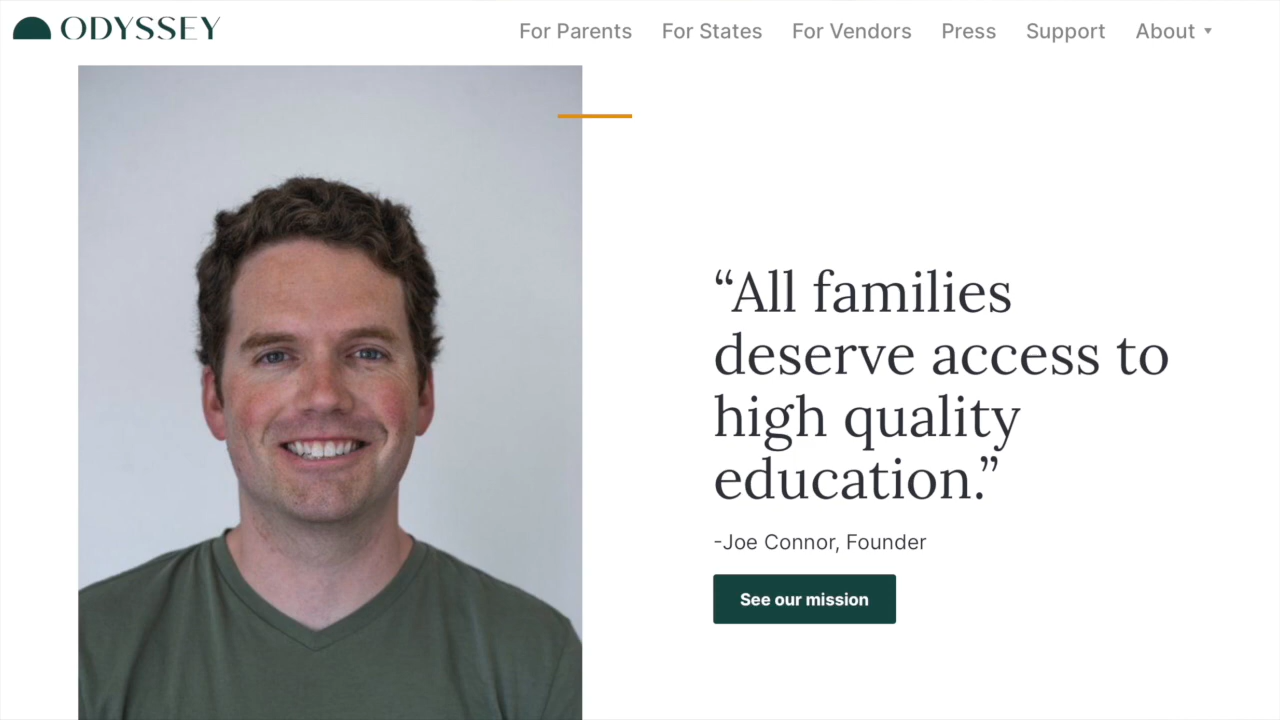 ODYSSEY
For Parents
For States
For Vendors
Press
Support
About
“All families
deserve access to
high quality
education.”
-Joe Connor, Founder
See our mission